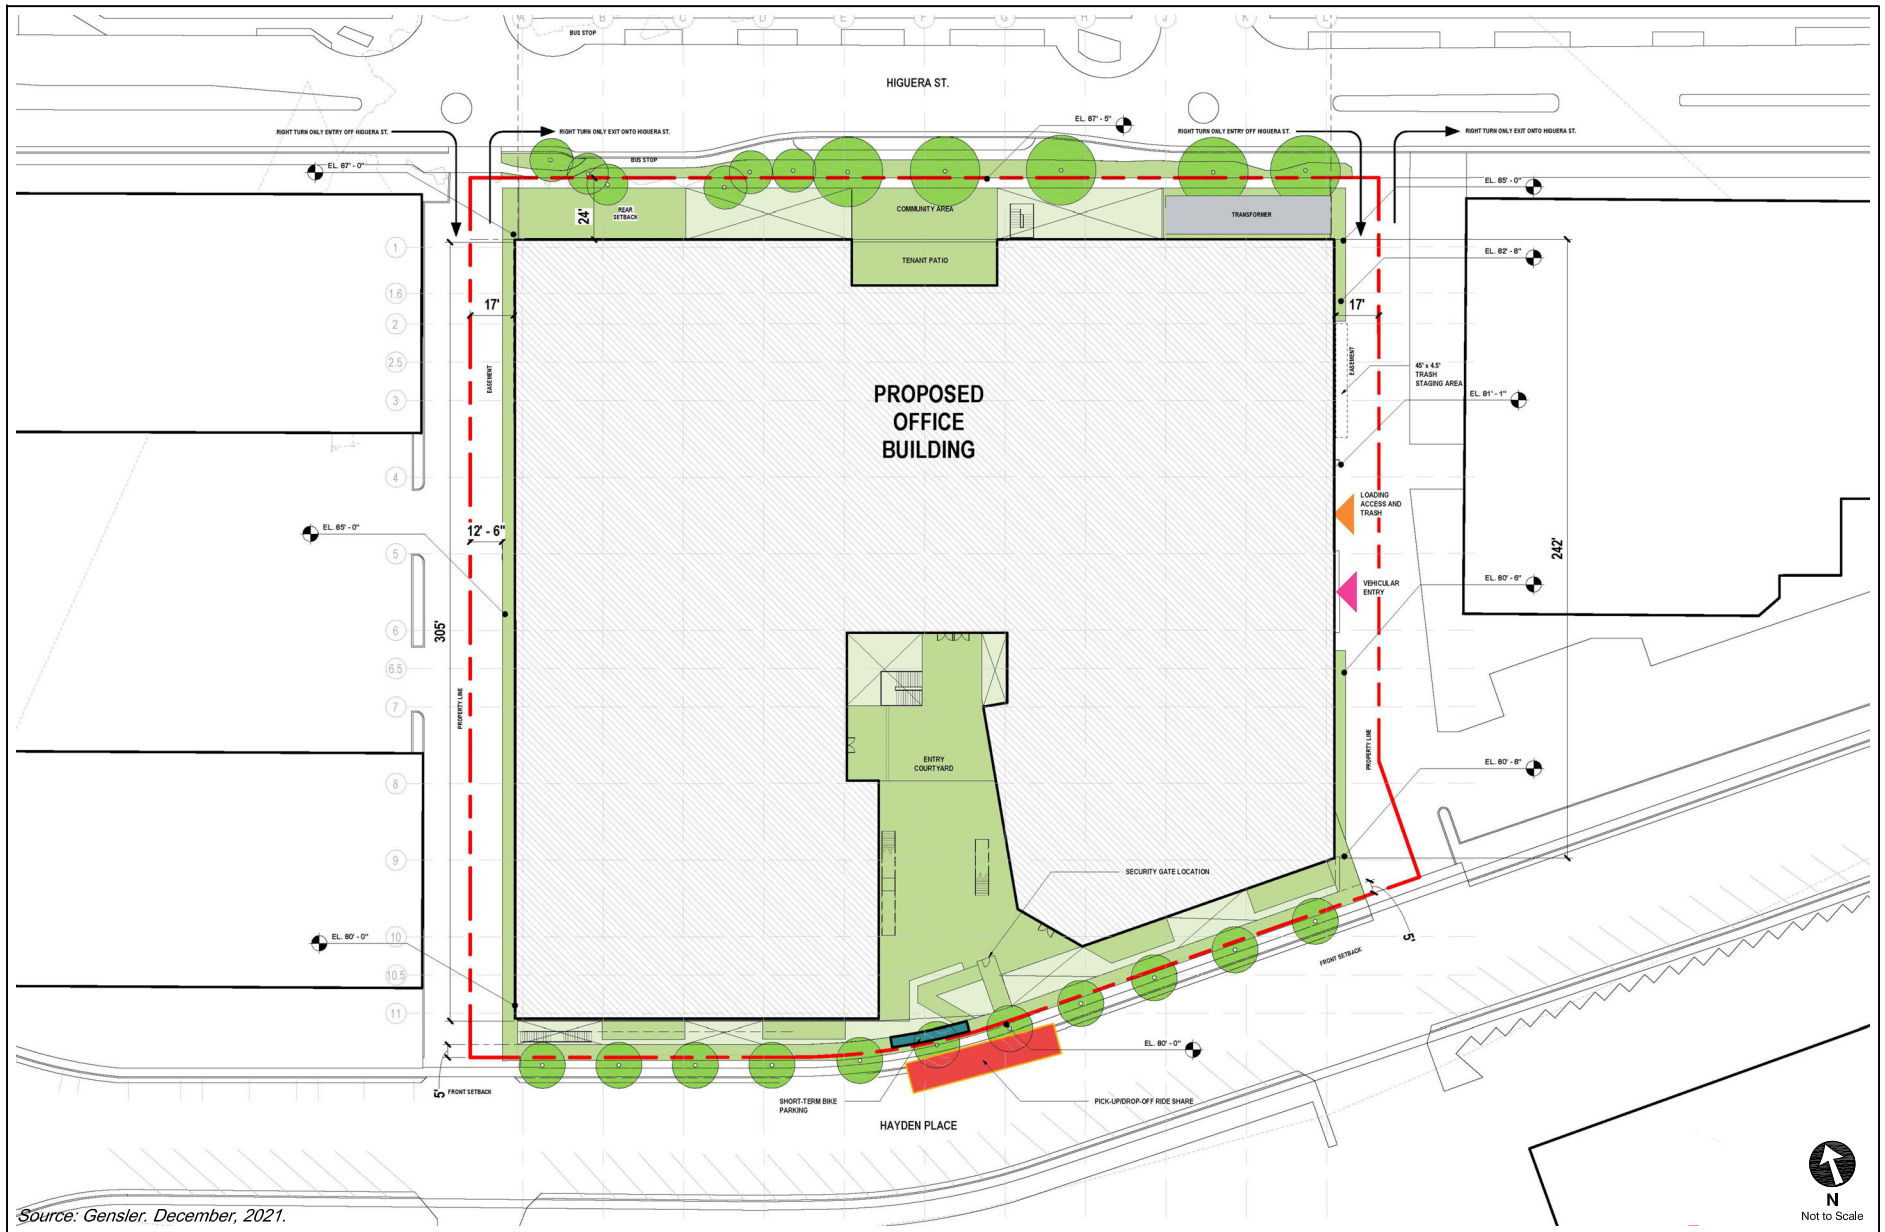 A B C D E F G H J K L
BUS STOP
HIGUERA ST.
EL. 87' - 5"
RIGHT TURN ONLY ENTRY OFF HIGUERA ST.
RIGHT TURN ONLY EXIT ONTO HIGUERA ST.
RIGHT TURN ONLY ENTRY OFF HIGUERA ST.
RIGHT TURN ONLY EXIT ONTO HIGUERA ST.
BUS STOP
EL. 87' - 0"
EL. 85' - 0"
24'
REAR
SETBACK
COMMUNITY AREA
TRANSFORMER
1
TENANT PATIO
EL. 82' - 8"
1.6
17'
17'
2
2.5
EASEMENT
EASEMENT
45' x 4.5'
TRASH
STAGING AREA
3
PROPOSED
OFFICE
BUILDING
EL. 81' - 1"
4
LOADING
ACCESS AND
TRASH
EL. 85' - 0"
12' - 6"
5
242'
VEHICULAR
ENTRY
EL. 80' - 6"
305'
6
6.5
7
PROPERTY LINE
PROPERTY LINE
ENTRY
COURTYARD
EL. 80' - 8"
8
9
SECURITY GATE LOCATION
EL. 80' - 0"
10
5'
FRONT SETBACK
10.5
11
EL. 80' - 0"
5'
FRONT SETBACK
SHORT-TERM BIKE
PARKING
PICK-UP/DROP-OFF RIDE SHARE
HAYDEN PLACE
N
Not to Scale
Source: Gensler. December, 2021.